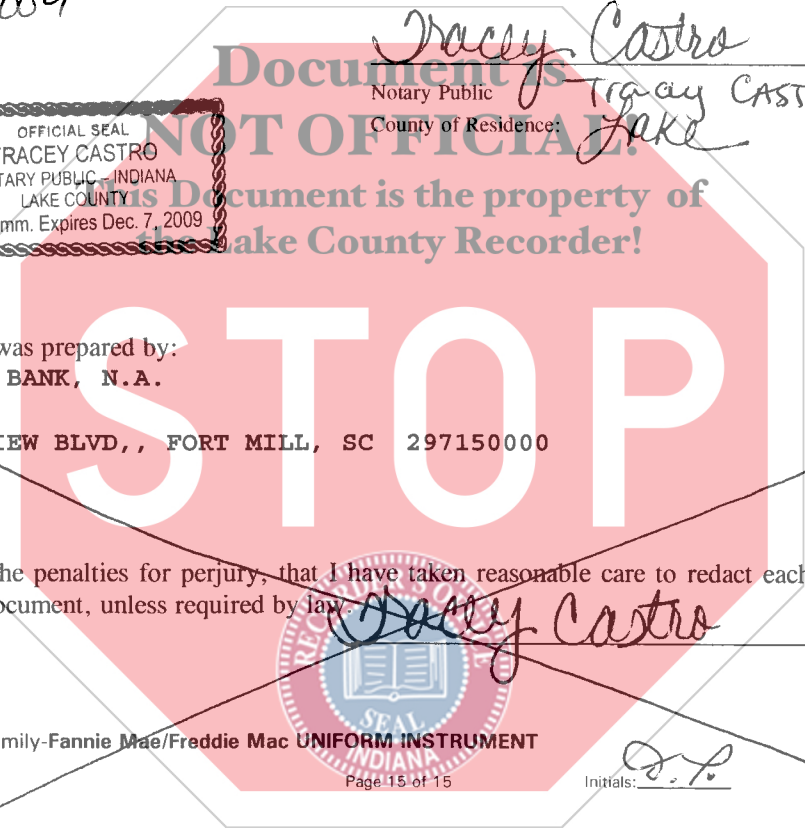 Tracey Castro
Document is
Notary Public Tracey CAST
NOT OFFICIAL!
County of Residence: Lake
OFFICIAL SEAL
RACEY CASTRO
TARY PUBLIC - INDIANA
LAKE COUNTY
mm. Expires Dec. 7, 2009
This Document is the property of
the Lake County Recorder!
was prepared by:
BANK, N.A.
IEW BLVD,, FORT MILL, SC 297150000
STOP
he penalties for perjury, that I have taken reasonable care to redact each
ocument, unless required by law.
Tracey Castro
RECORDER'S OFFICE
SEAL
INDIANA
mily-Fannie Mae/Freddie Mac UNIFORM INSTRUMENT
Page 15 of 15
Initials: D.P.